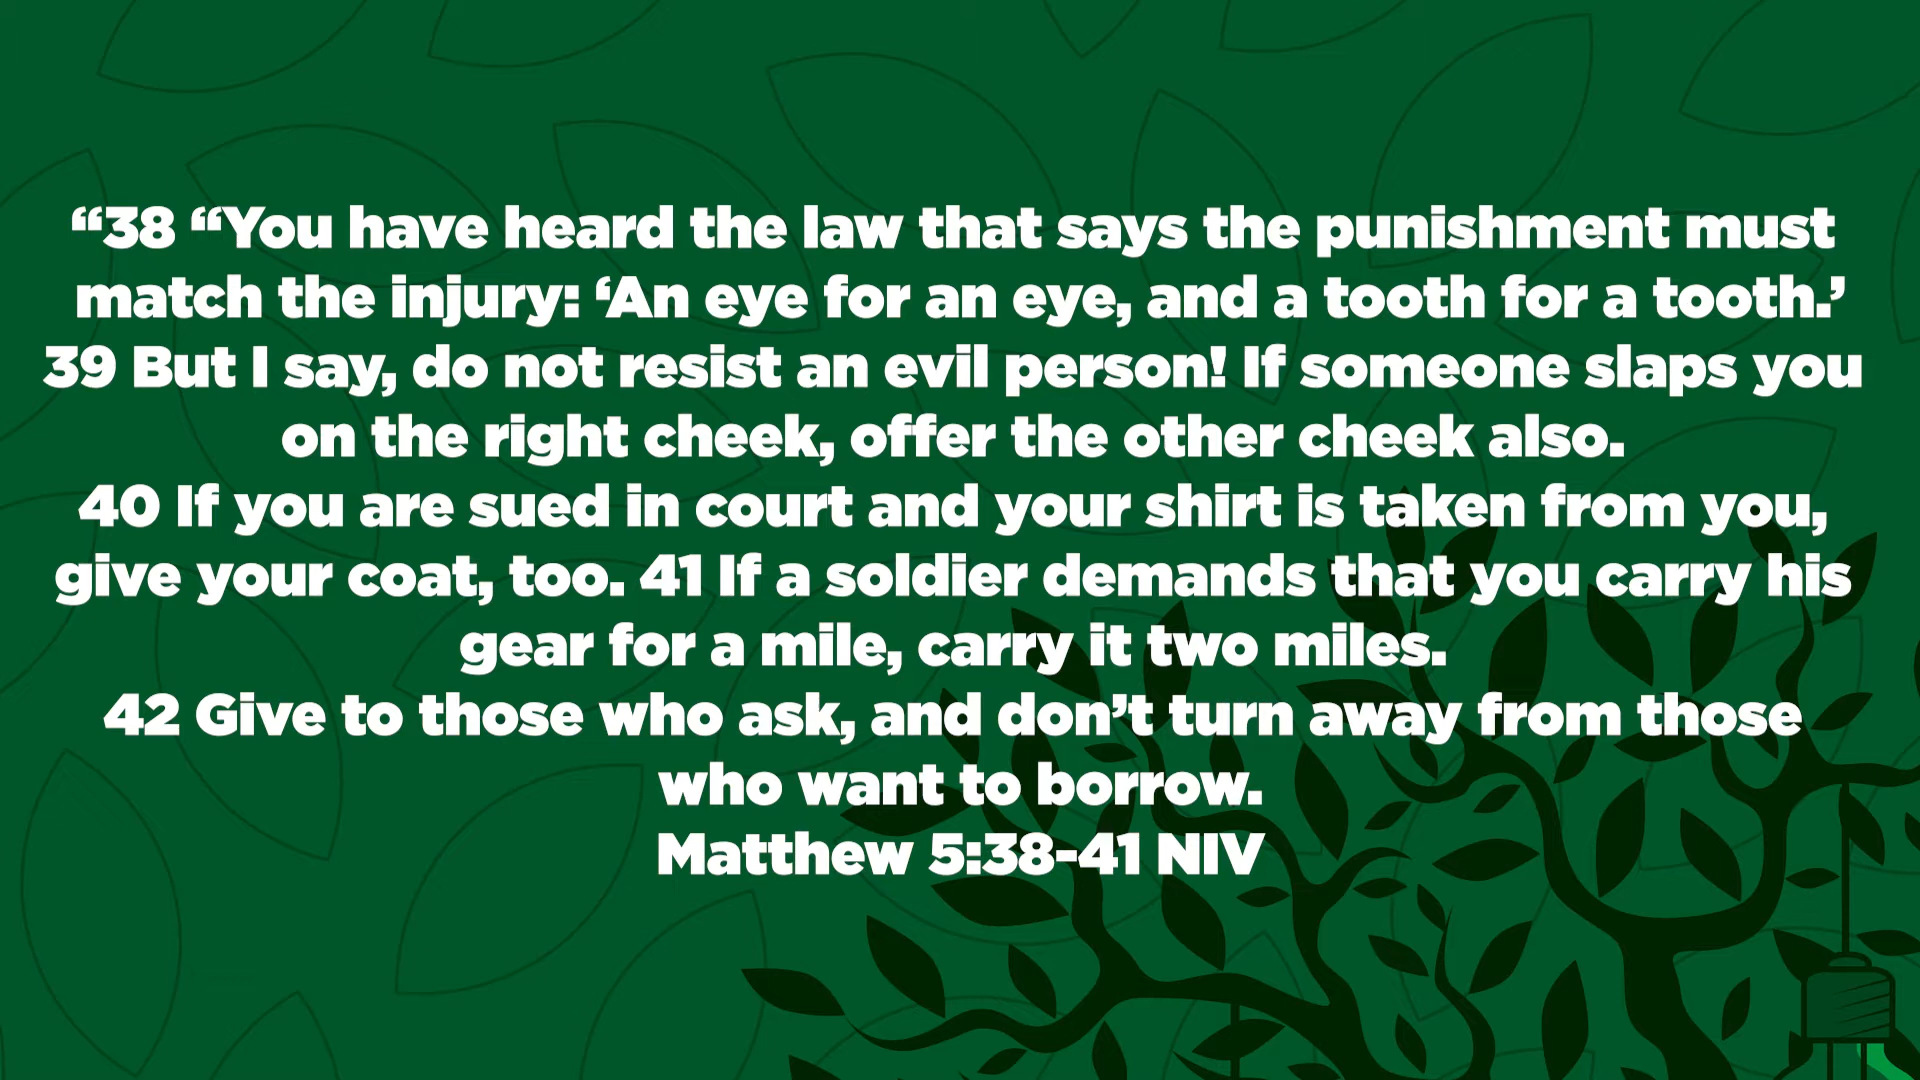 “38 “You have heard the law that says the punishment must
match the injury: ‘An eye for an eye, and a tooth for a tooth.’
39 But I say, do not resist an evil person! If someone slaps you
on the right cheek, offer the other cheek also.
40 If you are sued in court and your shirt is taken from you,
give your coat, too. 41 If a soldier demands that you carry his
gear for a mile, carry it two miles.
42 Give to those who ask, and don’t turn away from those
who want to borrow.
Matthew 5:38-41 NIV